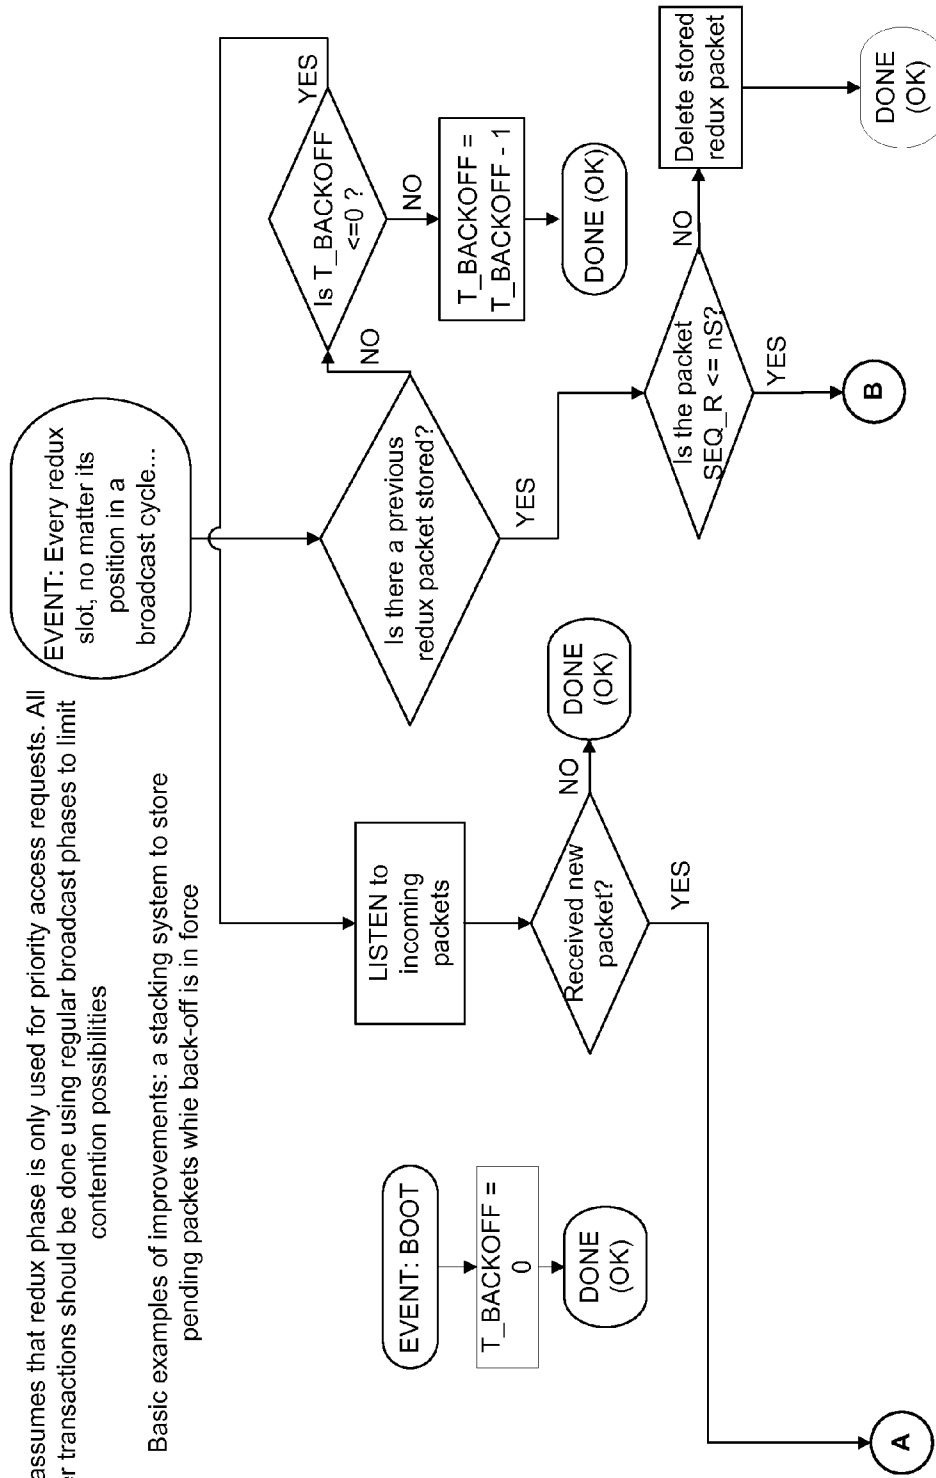 assumes that redux phase is only used for priority access requests. All
er transactions should be done using regular broadcast phases to limit
contention possibilities
Basic examples of improvements: a stacking system to store
pending packets whie back-off is in force
EVENT: Every redux
slot, no matter its
position in a
broadcast cycle...
EVENT: BOOT
T_BACKOFF =
0
DONE
(OK)
LISTEN to
incoming
packets
Received new
packet?
NO
DONE
(OK)
YES
A
Is there a previous
redux packet stored?
NO
YES
Is T_BACKOFF
<=0 ?
YES
NO
T_BACKOFF =
T_BACKOFF - 1
DONE (OK)
Is the packet
SEQ_R <= nS?
NO
YES
B
Delete stored
redux packet
DONE
(OK)